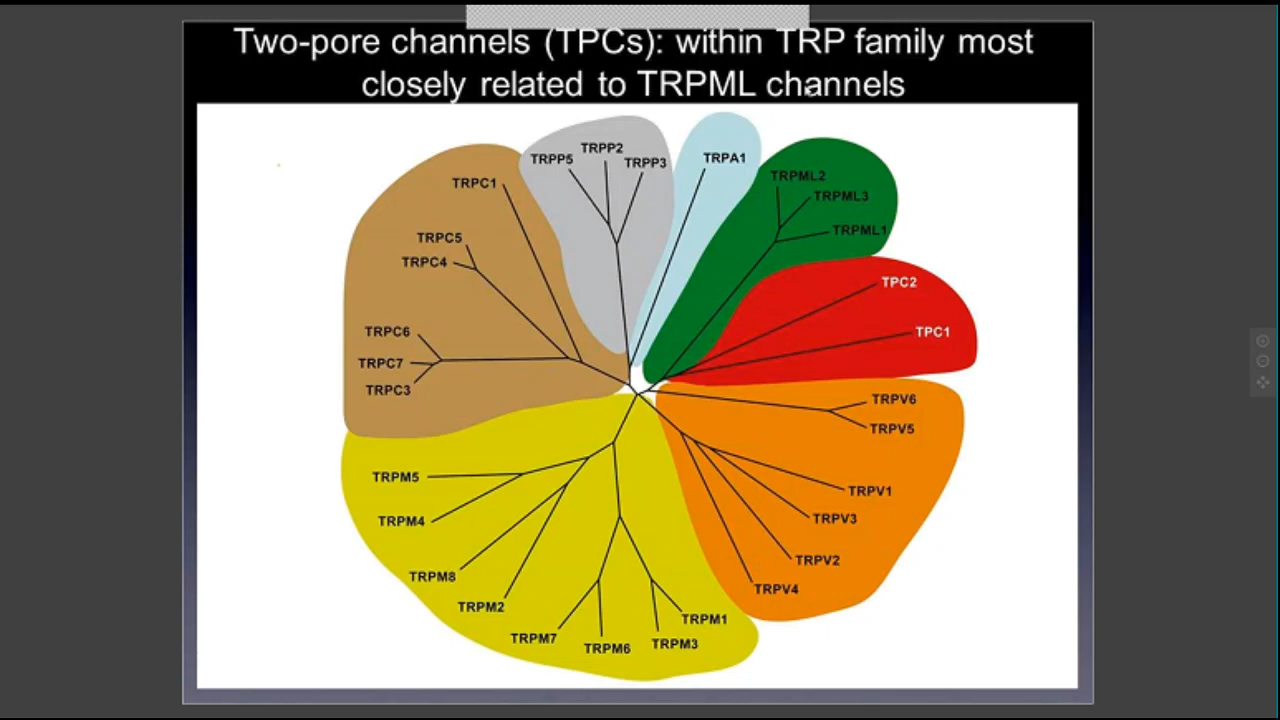 Two-pore channels (TPCs): within TRP family most
closely related to TRPML channels
TRPP2
TRPP5
TRPP3
TRPA1
TRPC1
TRPML2
TRPML3
TRPML1
TRPC5
TRPC4
TPC2
TRPC6
TPC1
TRPC7
TRPC3
TRPV6
TRPV5
TRPM5
TRPV1
TRPM4
TRPV3
TRPV2
TRPM8
TRPV4
TRPM2
TRPM1
TRPM7
TRPM3
TRPM6